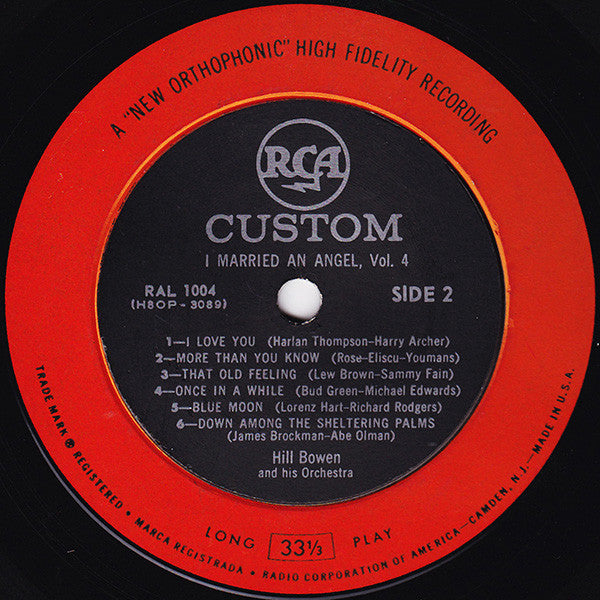 A "NEW ORTHOPHONIC" HIGH FIDELITY RECORDING
RCA
CUSTOM
I MARRIED AN ANGEL, Vol. 4
RAL 1004
(H8OP-3089)
SIDE 2
1—I LOVE YOU (Harlan Thompson-Harry Archer)
2—MORE THAN YOU KNOW (Rose-Eliscu-Youmans)
3—THAT OLD FEELING (Lew Brown-Sammy Fain)
4—ONCE IN A WHILE (Bud Green-Michael Edwards)
5—BLUE MOON (Lorenz Hart-Richard Rodgers)
6—DOWN AMONG THE SHELTERING PALMS
(James Brockman-Abe Olman)
Hill Bowen
and his Orchestra
LONG 33⅓ PLAY
TRADE MARK ® REGISTERED • MARCA REGISTRADA • RADIO CORPORATION OF AMERICA—CAMDEN, N.J.—MADE IN U.S.A.